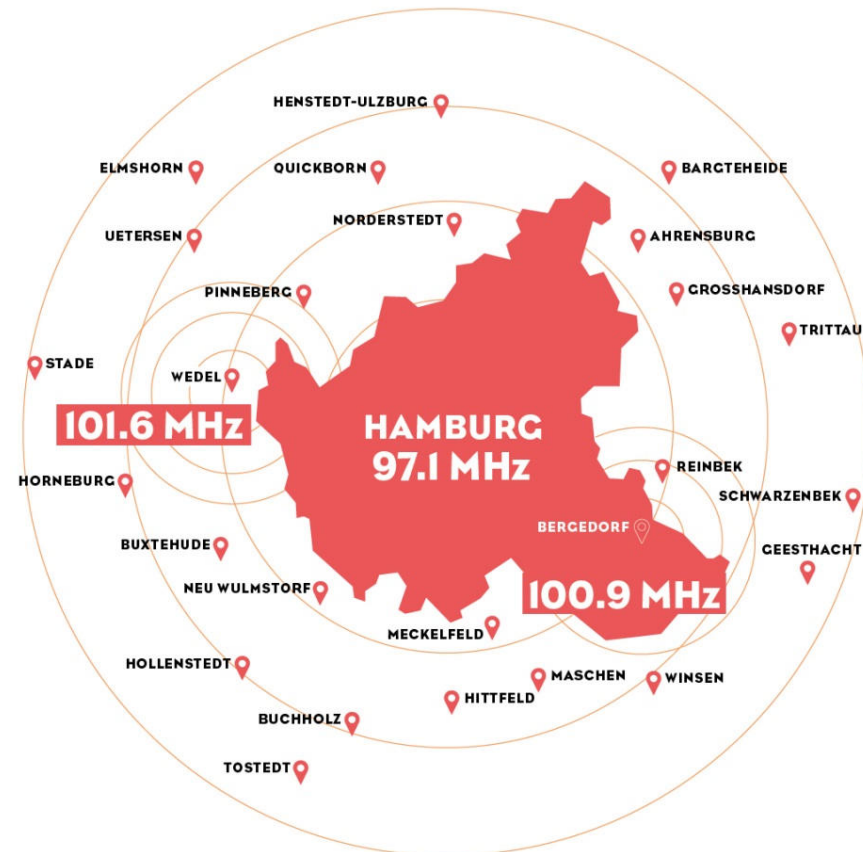 HENSTEDT-ULZBURG
ELMSHORN
QUICKBORN
BARGTEHEIDE
NORDERSTEDT
UETERSEN
AHRENSBURG
PINNEBERG
GROSSHANSDORF
TRITTAU
STADE
WEDEL
101.6 MHz
HAMBURG
97.1 MHz
REINBEK
HORNEBURG
SCHWARZENBEK
BERGEDORF
BUXTEHUDE
GEESTHACHT
NEU WULMSTORF
100.9 MHz
MECKELFELD
HOLLENSTEDT
MASCHEN
WINSEN
HITTFELD
BUCHHOLZ
TOSTEDT